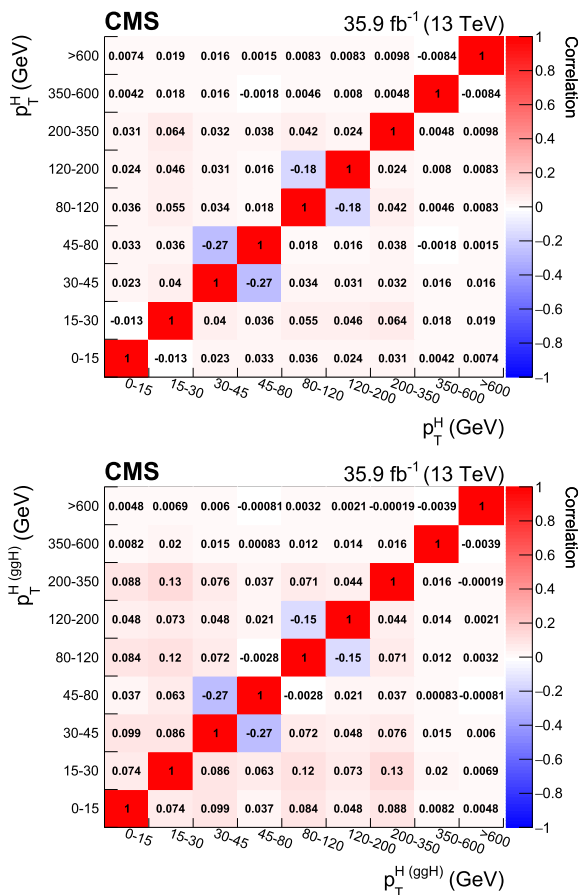 CMS 35.9 fb⁻¹ (13 TeV)
p_T^H (GeV)
Correlation
>600 0.0074 0.019 0.016 0.0015 0.0083 0.0083 0.0098 -0.0084 1
350-600 0.0042 0.018 0.016 -0.0018 0.0046 0.008 0.0048 1 -0.0084
200-350 0.031 0.064 0.032 0.038 0.042 0.024 1 0.0048 0.0098
120-200 0.024 0.046 0.031 0.016 -0.18 1 0.024 0.008 0.0083
80-120 0.036 0.055 0.034 0.018 1 -0.18 0.042 0.0046 0.0083
45-80 0.033 0.036 -0.27 1 0.018 0.016 0.038 -0.0018 0.0015
30-45 0.023 0.04 1 -0.27 0.034 0.031 0.032 0.016 0.016
15-30 -0.013 1 0.04 0.036 0.055 0.046 0.064 0.018 0.019
0-15 1 -0.013 0.023 0.033 0.036 0.024 0.031 0.0042 0.0074
0-15 15-30 30-45 45-80 80-120 120-200 200-350 350-600 >600
p_T^H (GeV)
1
0.8
0.6
0.4
0.2
0
−0.2
−0.4
−0.6
−0.8
−1
CMS 35.9 fb⁻¹ (13 TeV)
p_T^H (ggH) (GeV)
Correlation
>600 0.0048 0.0069 0.006 -0.00081 0.0032 0.0021 -0.00019 -0.0039 1
350-600 0.0082 0.02 0.015 0.00083 0.012 0.014 0.016 1 -0.0039
200-350 0.088 0.13 0.076 0.037 0.071 0.044 1 0.016 -0.00019
120-200 0.048 0.073 0.048 0.021 -0.15 1 0.044 0.014 0.0021
80-120 0.084 0.12 0.072 -0.0028 1 -0.15 0.071 0.012 0.0032
45-80 0.037 0.063 -0.27 1 -0.0028 0.021 0.037 0.00083 -0.00081
30-45 0.099 0.086 1 -0.27 0.072 0.048 0.076 0.015 0.006
15-30 0.074 1 0.086 0.063 0.12 0.073 0.13 0.02 0.0069
0-15 1 0.074 0.099 0.037 0.084 0.048 0.088 0.0082 0.0048
0-15 15-30 30-45 45-80 80-120 120-200 200-350 350-600 >600
p_T^H (ggH) (GeV)
1
0.8
0.6
0.4
0.2
0
−0.2
−0.4
−0.6
−0.8
−1